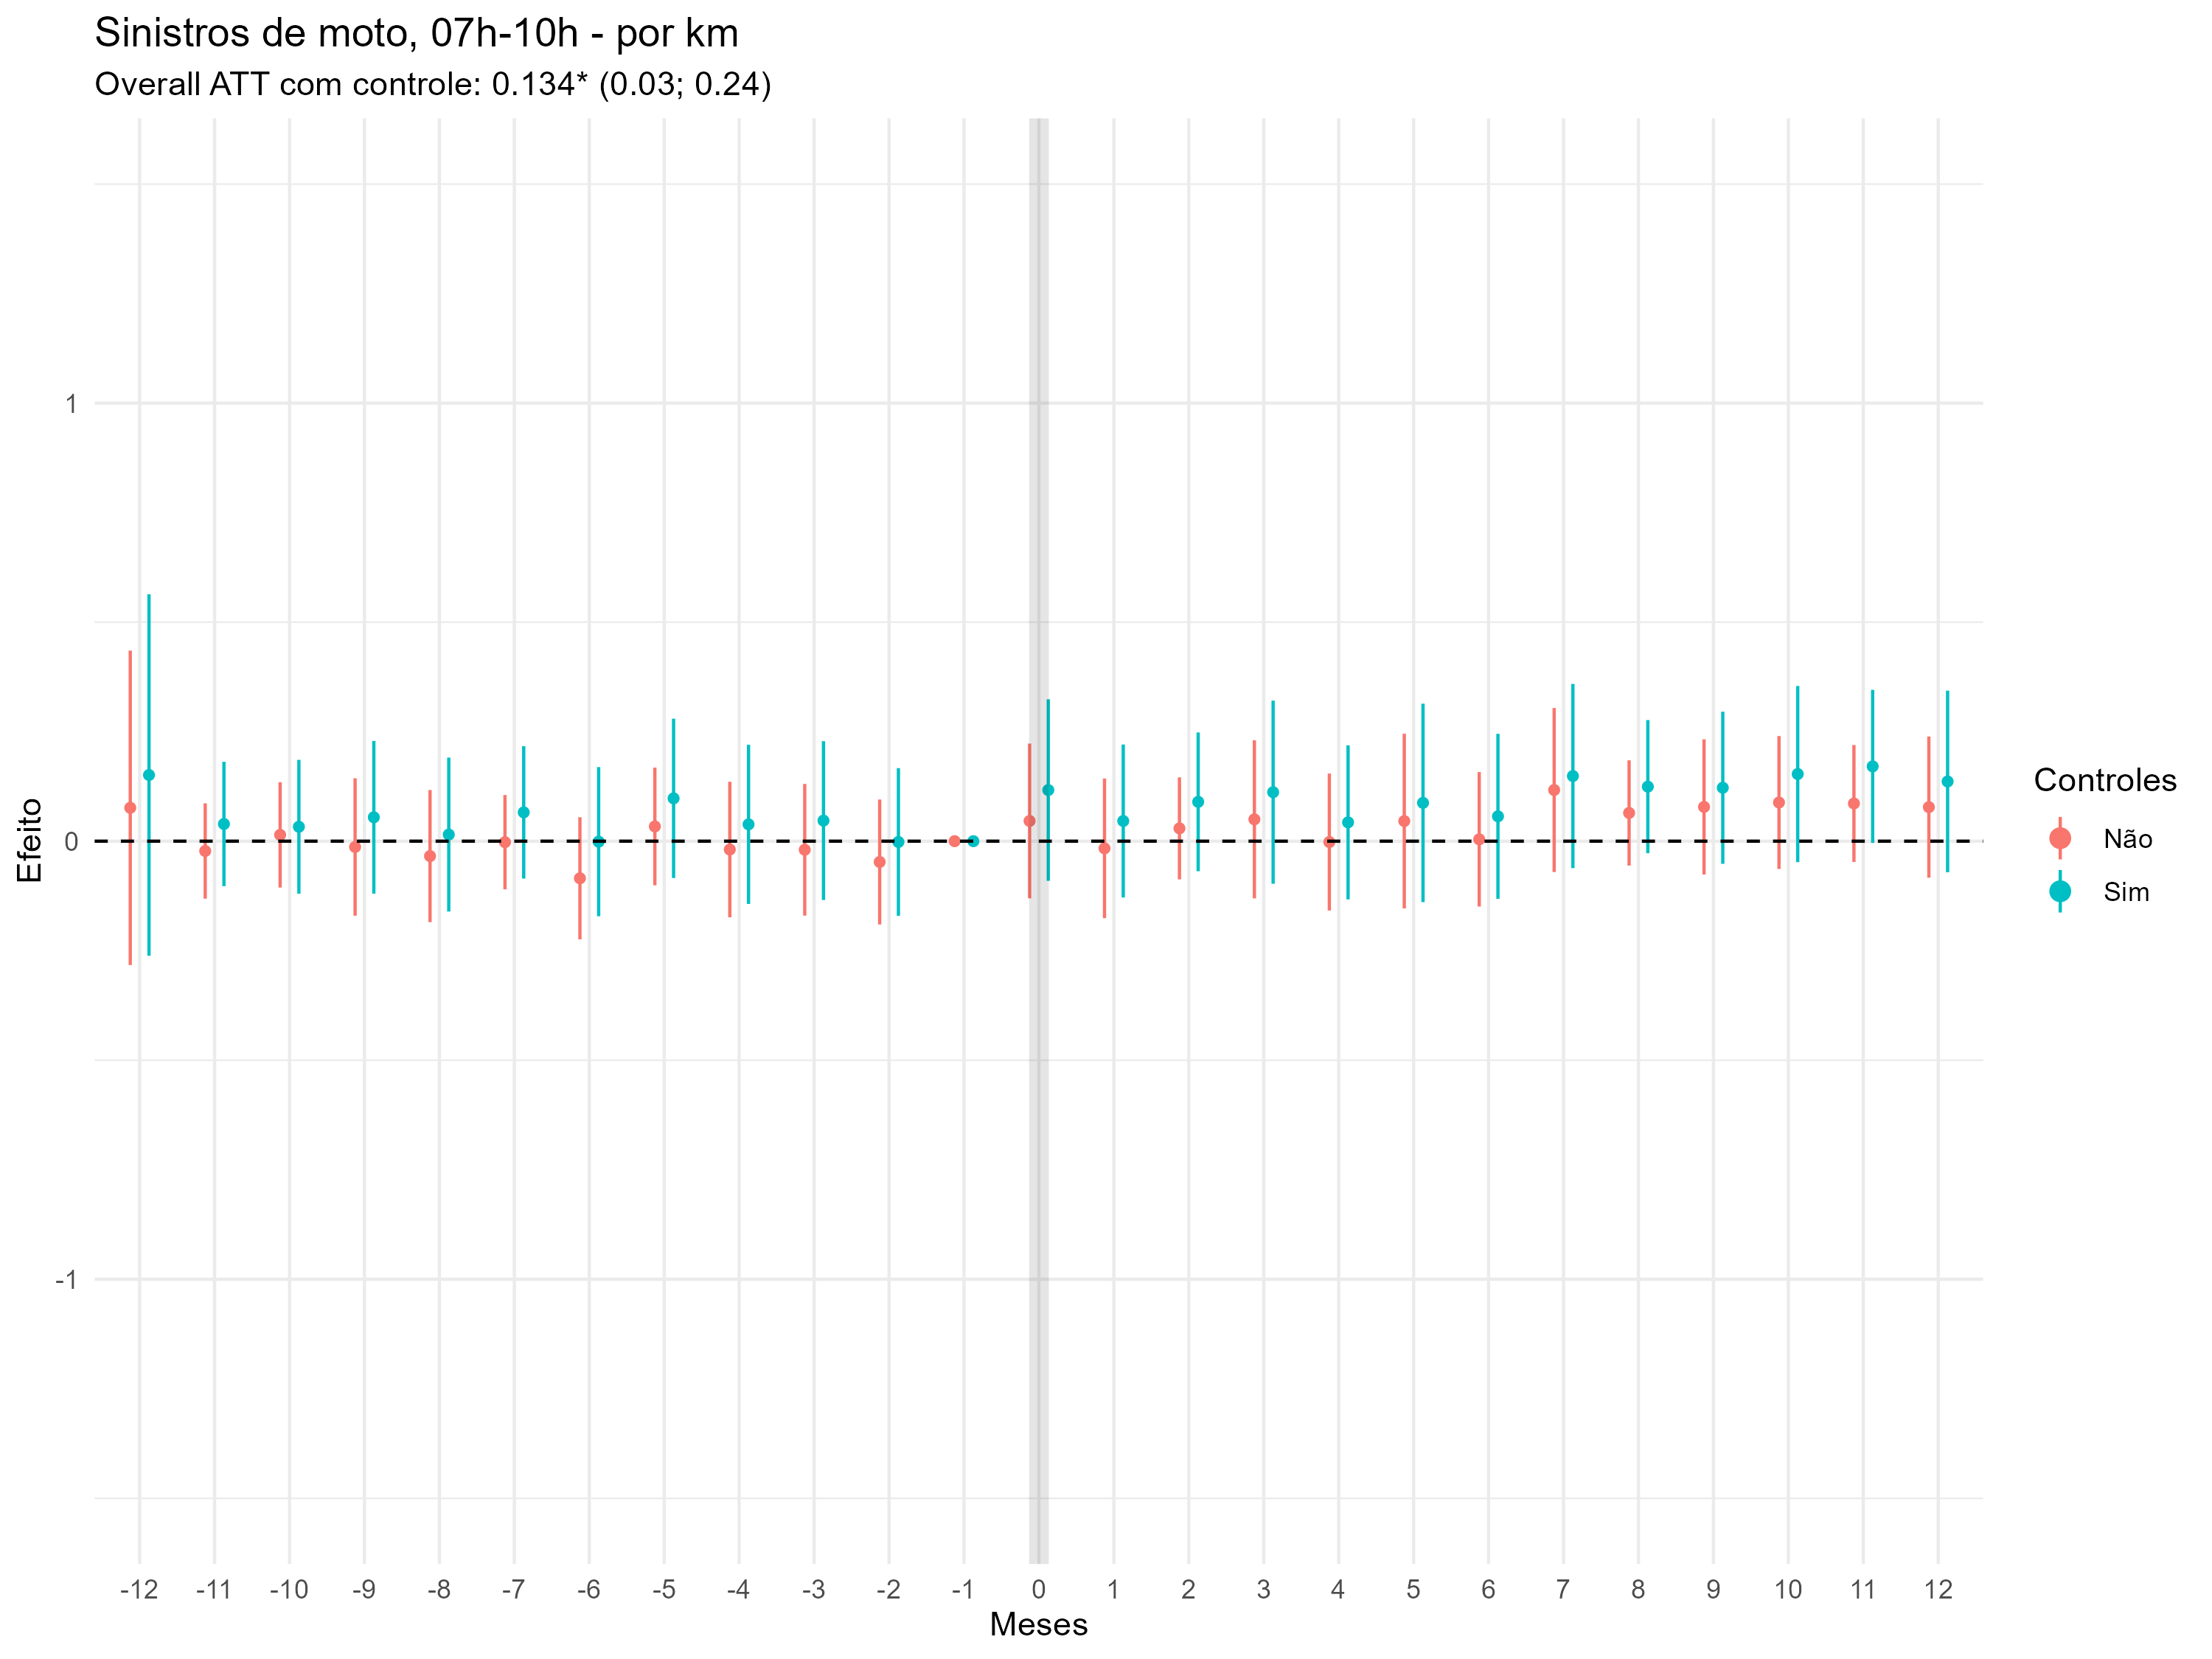 Sinistros de moto, 07h-10h - por km
Overall ATT com controle: 0.134* (0.03; 0.24)
Efeito
1
0
-1
-12 -11 -10 -9 -8 -7 -6 -5 -4 -3 -2 -1 0 1 2 3 4 5 6 7 8 9 10 11 12
Meses
Controles
Não
Sim